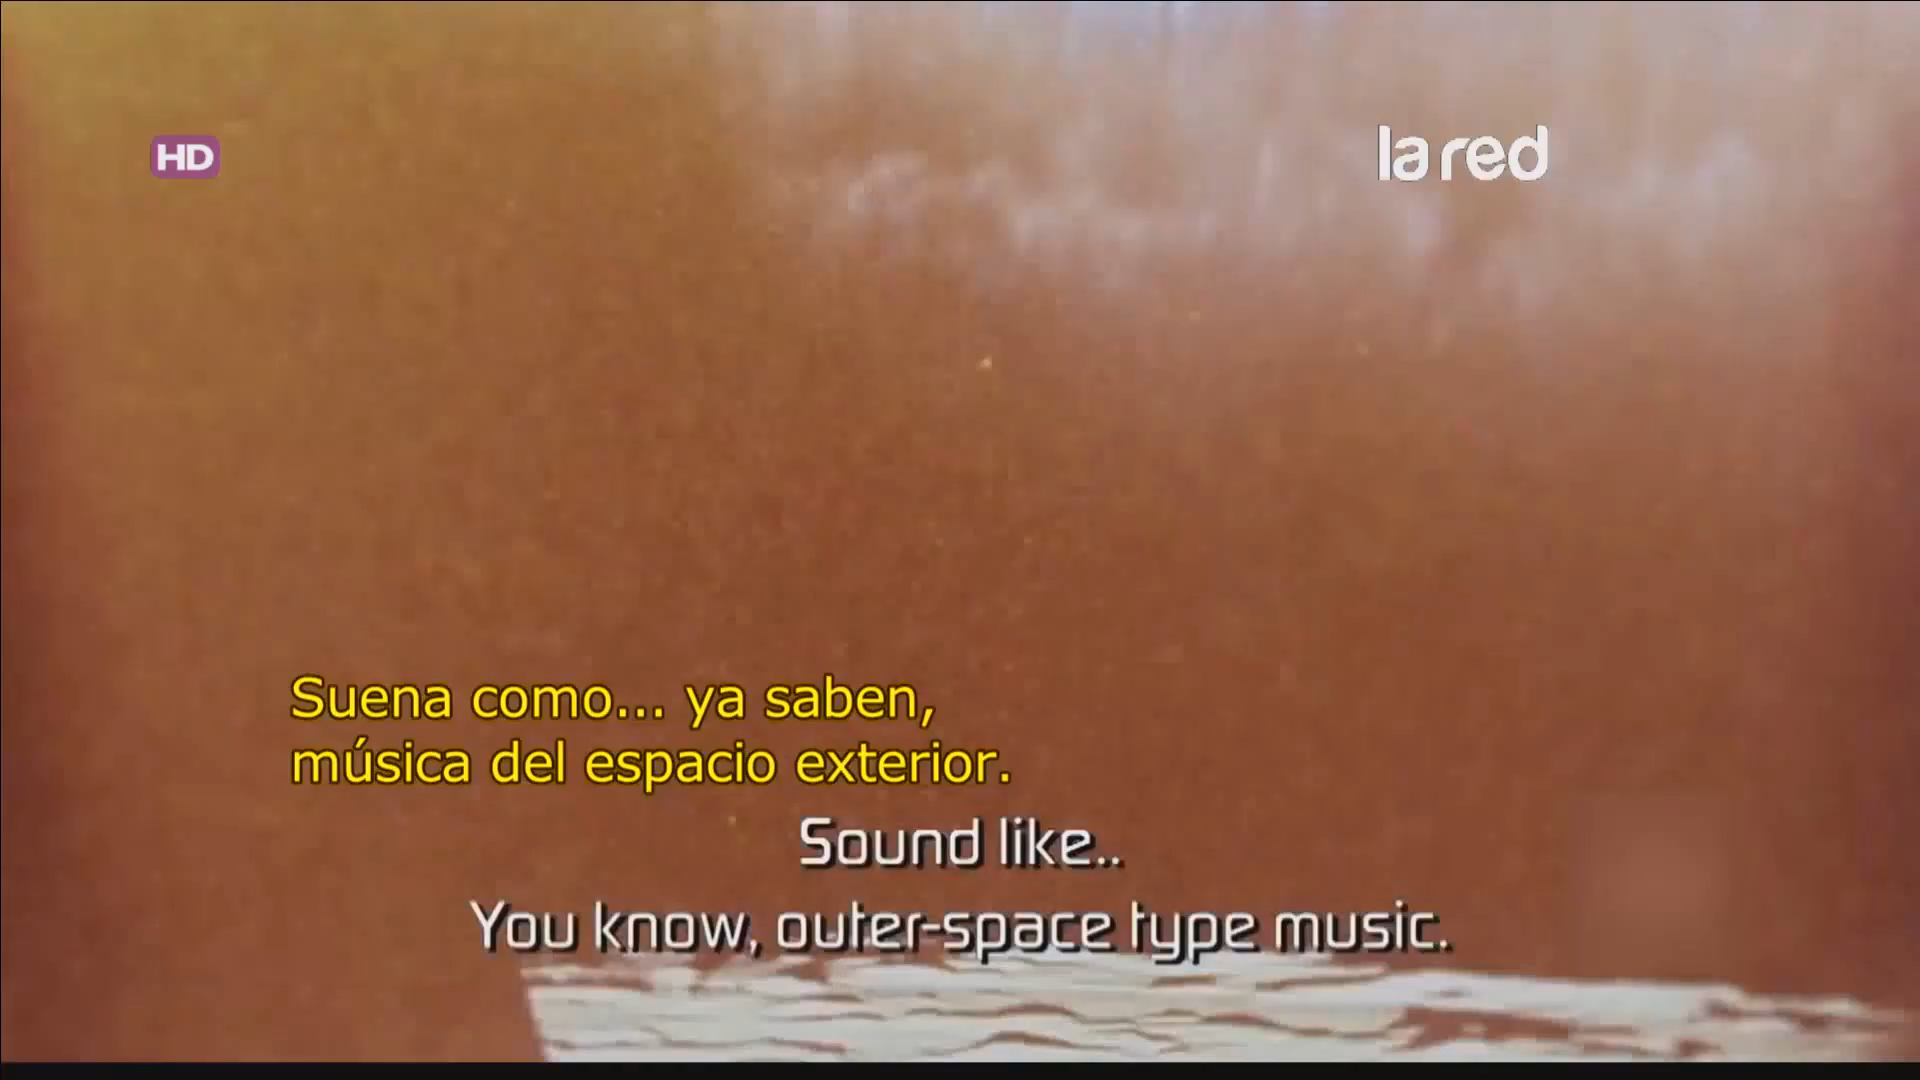 HD
la red
Suena como... ya saben,
música del espacio exterior.
Sound like..
You know, outer-space type music.